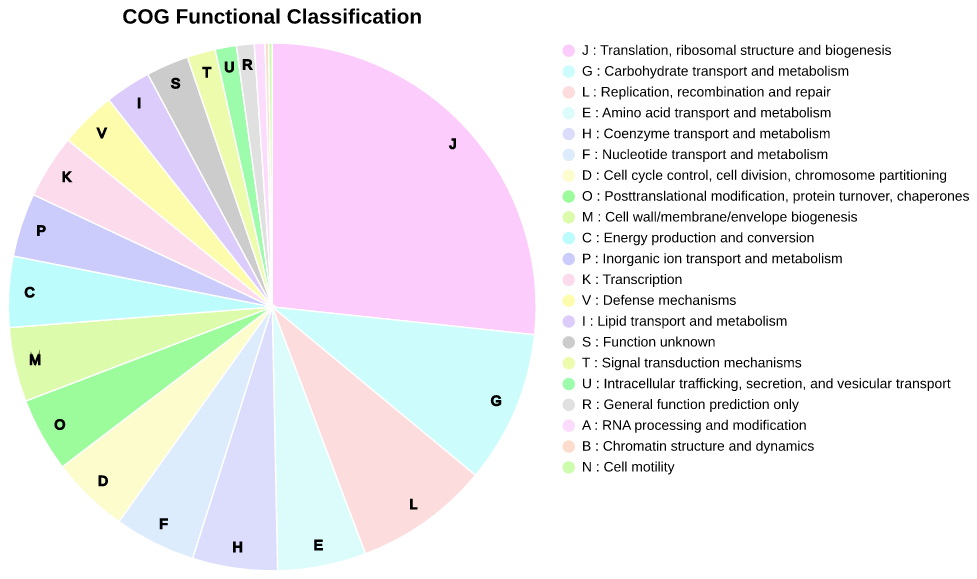 COG Functional Classification
J
G
L
E
H
F
D
O
M
C
P
K
V
I
S
T
U
R
J : Translation, ribosomal structure and biogenesis
G : Carbohydrate transport and metabolism
L : Replication, recombination and repair
E : Amino acid transport and metabolism
H : Coenzyme transport and metabolism
F : Nucleotide transport and metabolism
D : Cell cycle control, cell division, chromosome partitioning
O : Posttranslational modification, protein turnover, chaperones
M : Cell wall/membrane/envelope biogenesis
C : Energy production and conversion
P : Inorganic ion transport and metabolism
K : Transcription
V : Defense mechanisms
I : Lipid transport and metabolism
S : Function unknown
T : Signal transduction mechanisms
U : Intracellular trafficking, secretion, and vesicular transport
R : General function prediction only
A : RNA processing and modification
B : Chromatin structure and dynamics
N : Cell motility